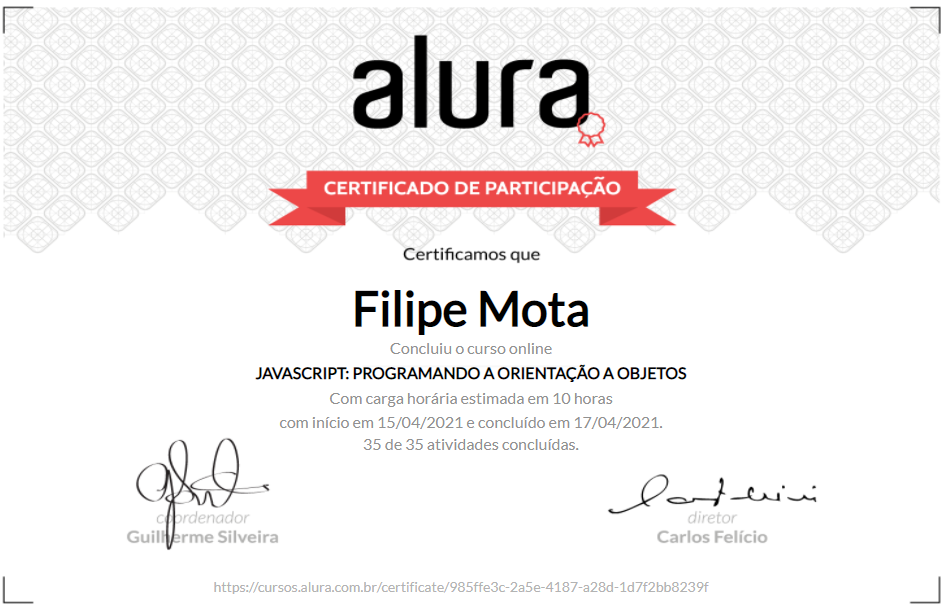 alura
CERTIFICADO DE PARTICIPAÇÃO
Certificamos que
Filipe Mota
Concluiu o curso online
JAVASCRIPT: PROGRAMANDO A ORIENTAÇÃO A OBJETOS
Com carga horária estimada em 10 horas
com início em 15/04/2021 e concluído em 17/04/2021.
35 de 35 atividades concluídas.
coordenador
Guilherme Silveira
diretor
Carlos Felício
https://cursos.alura.com.br/certificate/985ffe3c-2a5e-4187-a28d-1d7f2bb8239f